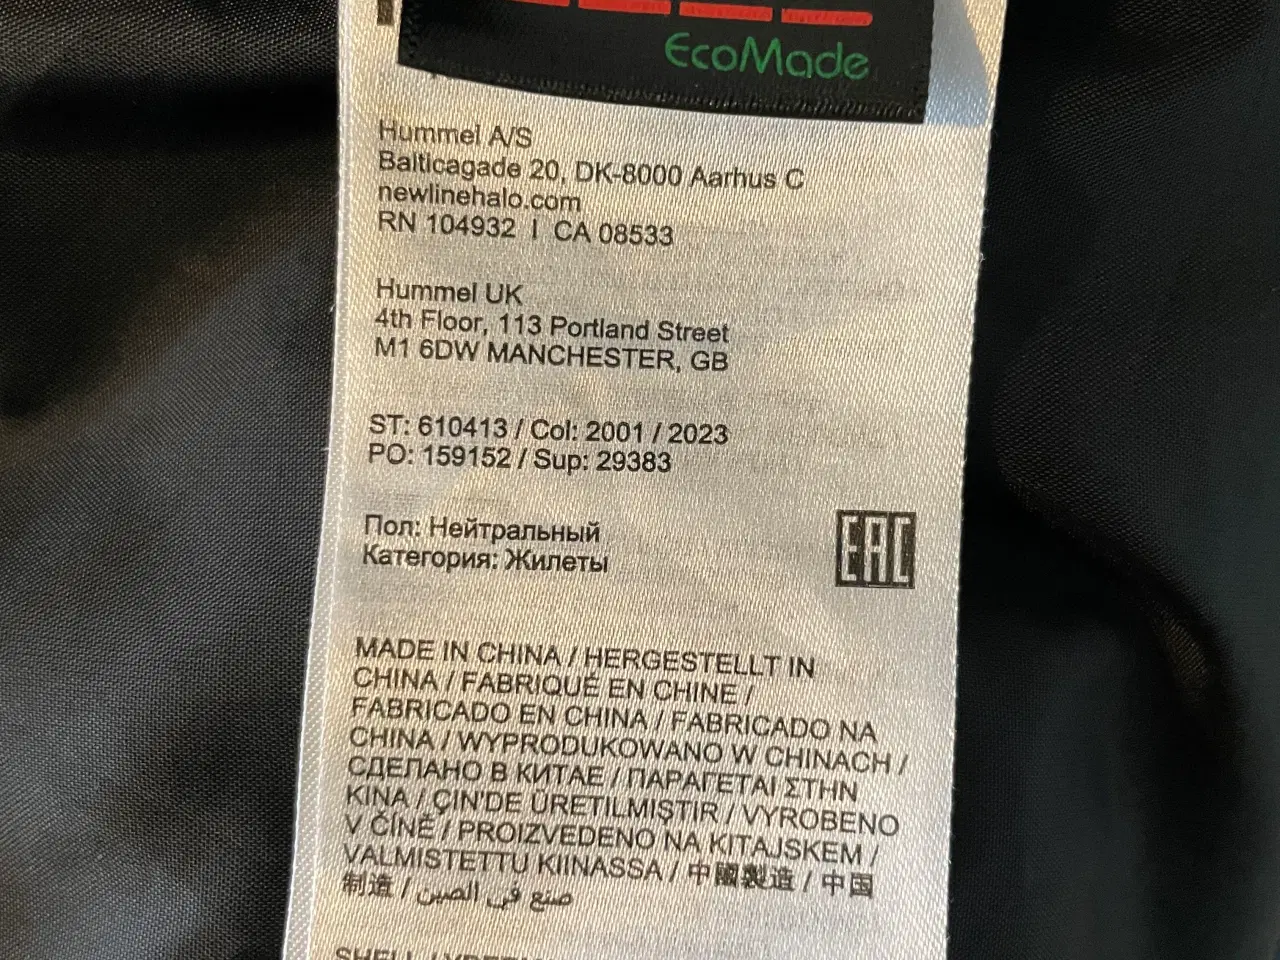 EcoMade
Hummel A/S
Balticagade 20, DK-8000 Aarhus C
newlinehalo.com
RN 104932 | CA 08533
Hummel UK
4th Floor, 113 Portland Street
M1 6DW MANCHESTER, GB
ST: 610413 / Col: 2001 / 2023
PO: 159152 / Sup: 29383
Пол: Нейтральный
Категория: Жилеты
EAC
MADE IN CHINA / HERGESTELLT IN
CHINA / FABRIQUÉ EN CHINE /
FABRICADO EN CHINA / FABRICADO NA
CHINA / WYPRODUKOWANO W CHINACH /
СДЕЛАНО В КИТАЕ / ΠΑΡΑΓΕΤΑΙ ΣΤΗΝ
ΚΙΝΑ / ÇIN'DE ÜRETILMIŞTIR / VYROBENO
V ČÍNĚ / PROIZVEDENO NA KITAJSKEM /
VALMISTETTU KIINASSA / 中國製造 / 中国
制造 / صنع في الصين
SHELL /